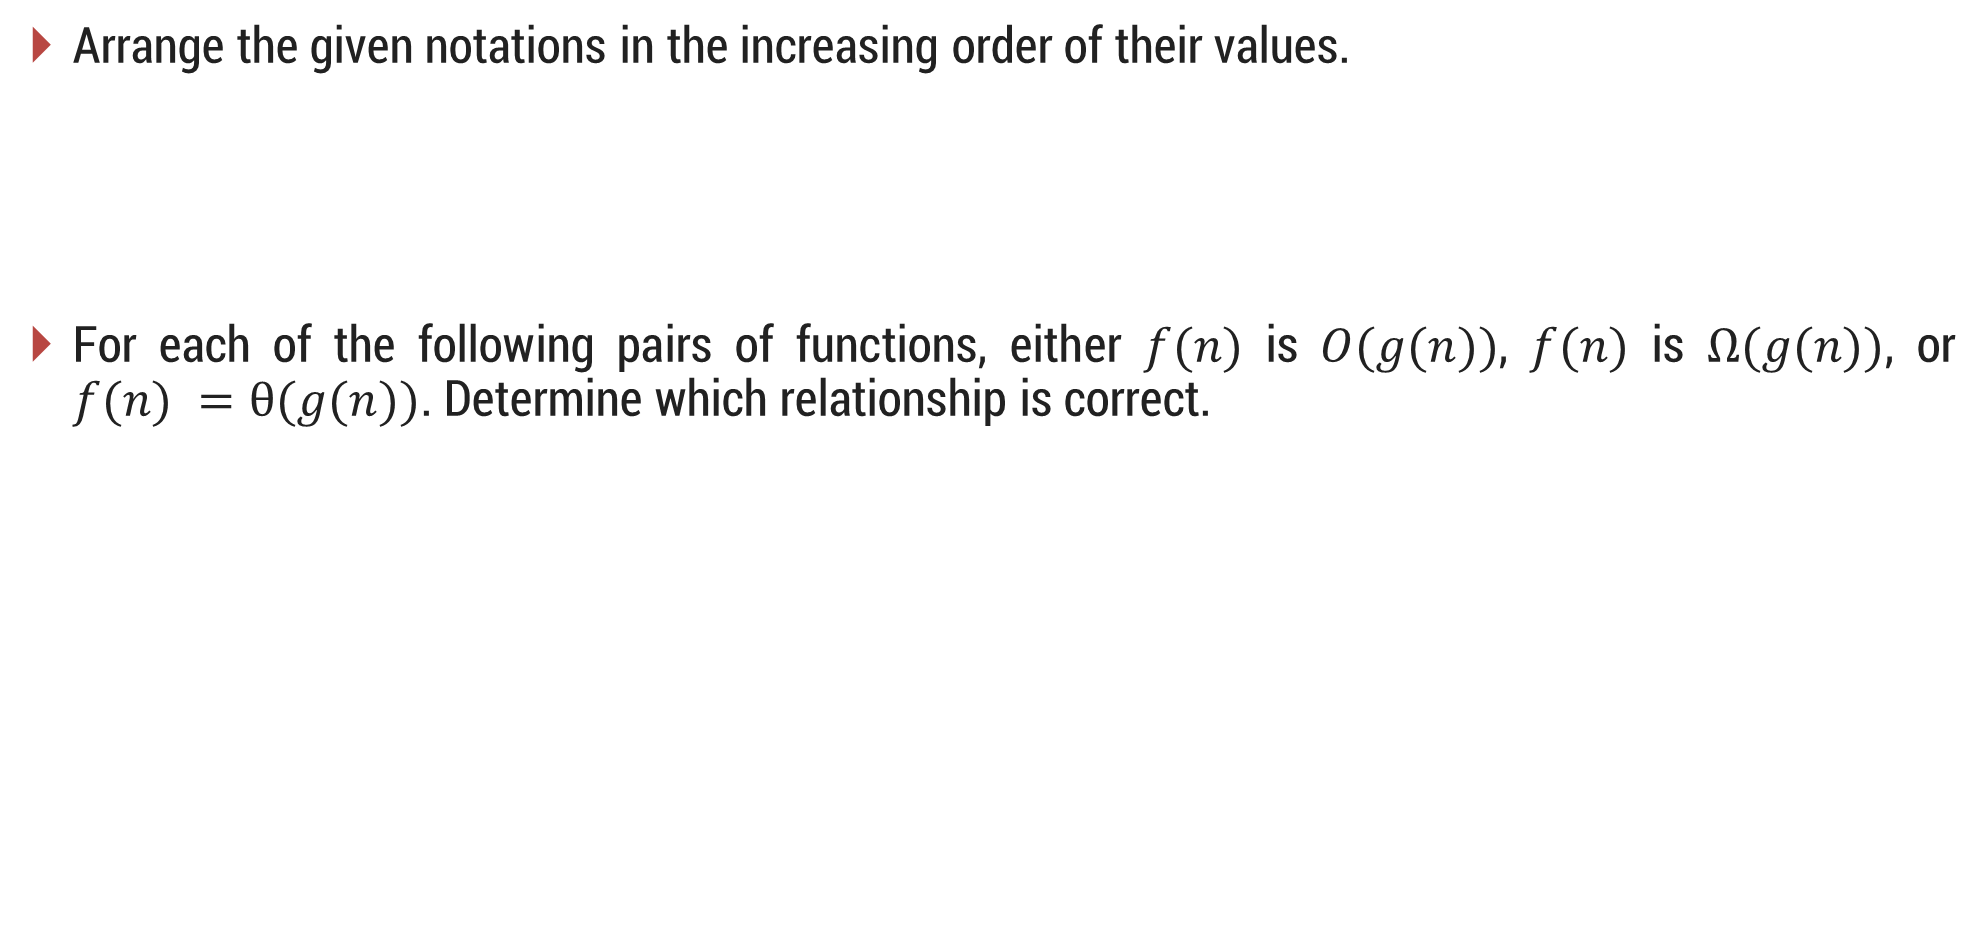 Arrange the given notations in the increasing order of their values.
For each of the following pairs of functions, either 𝑓(𝑛) is 𝑂(𝑔(𝑛)), 𝑓(𝑛) is Ω(𝑔(𝑛)), or
𝑓(𝑛) = θ(𝑔(𝑛)). Determine which relationship is correct.